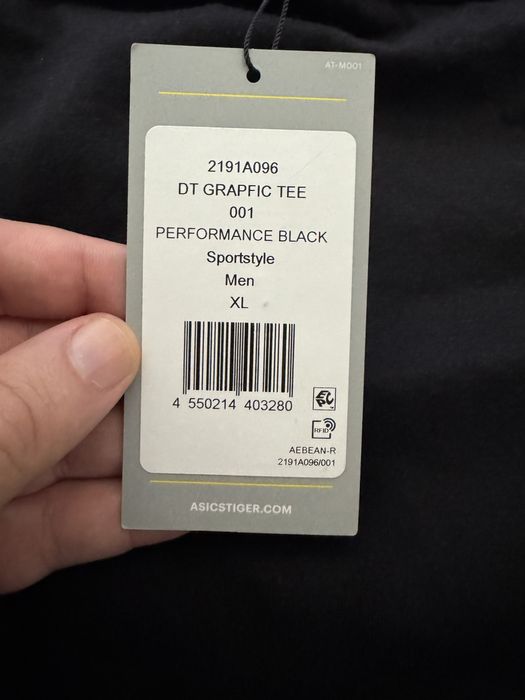 AT-M001
2191A096
DT GRAPFIC TEE
001
PERFORMANCE BLACK
Sportstyle
Men
XL
4 550214 403280
EPC
RFID
AEBEAN-R
2191A096/001
ASICSTIGER.COM